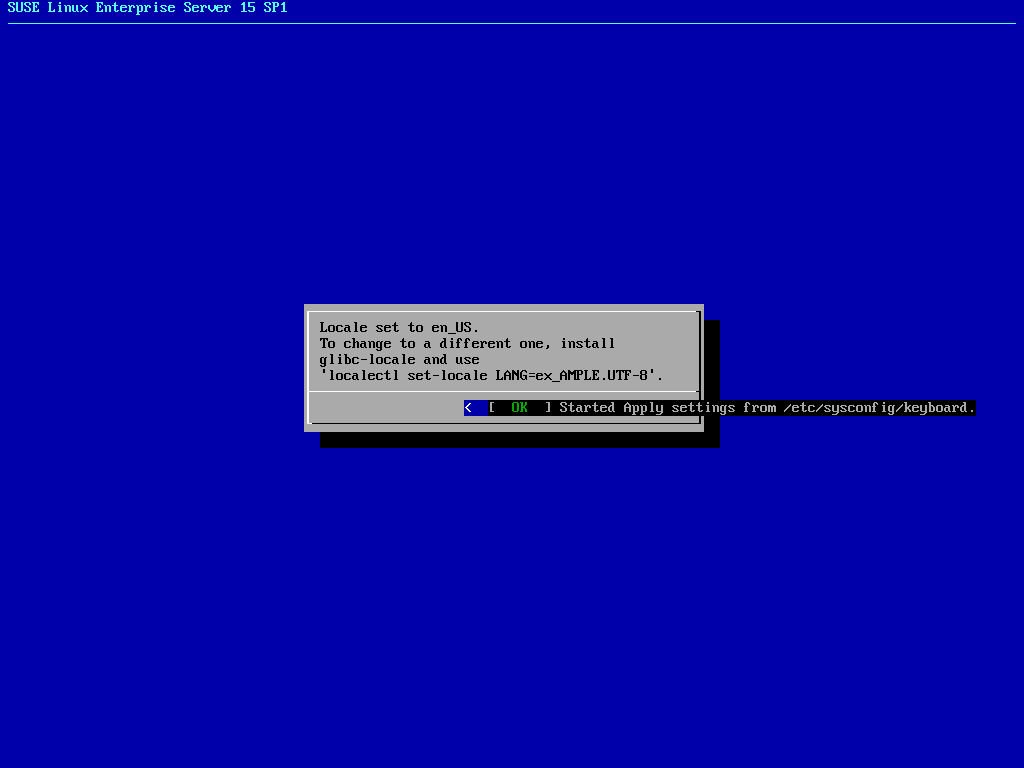 SUSE Linux Enterprise Server 15 SP1
Locale set to en_US.
To change to a different one, install
glibc-locale and use
'localectl set-locale LANG=ex_AMPLE.UTF-8'.
<  [  OK  ] Started Apply settings from /etc/sysconfig/keyboard.